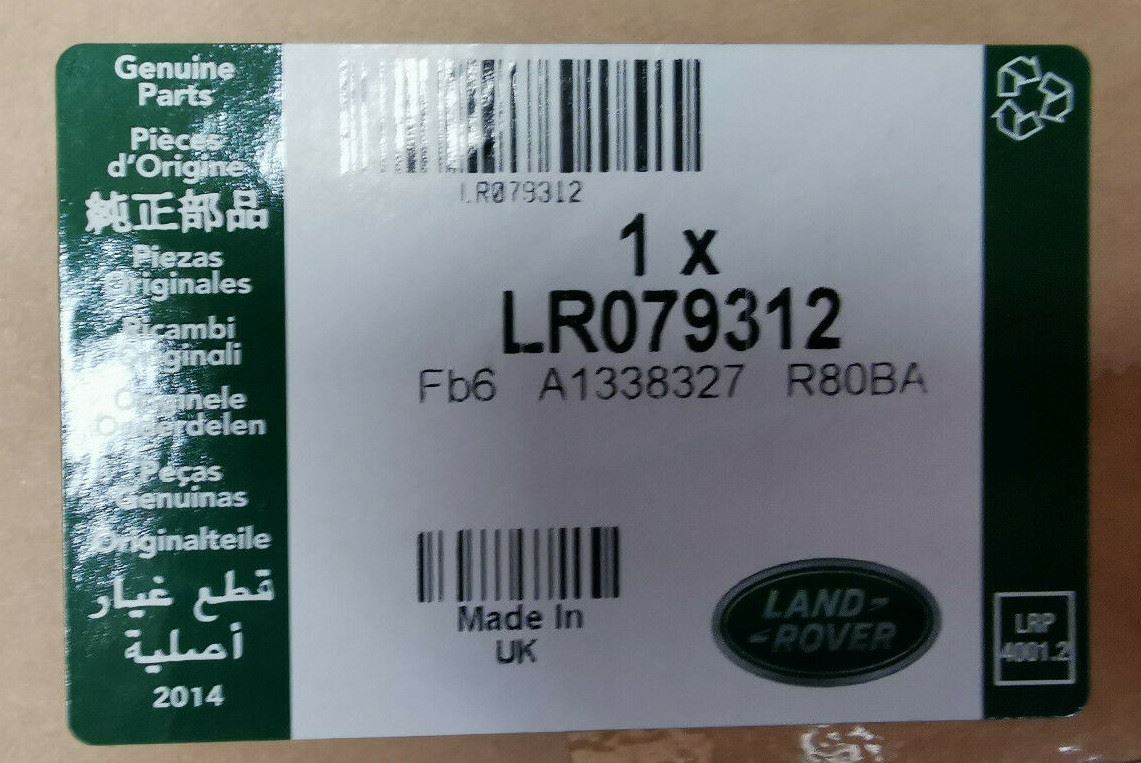 Genuine
Parts
Pièces
d'Origine
純正部品
Piezas
Originales
Ricambi
Originali
Originele
Onderdelen
Peças
Genuinas
Originalteile
قطع غيار
أصلية
2014
LR079312
1 x
LR079312
Fb6 A1338327 R80BA
Made In
UK
LAND-
-ROVER
LRP
4001.2